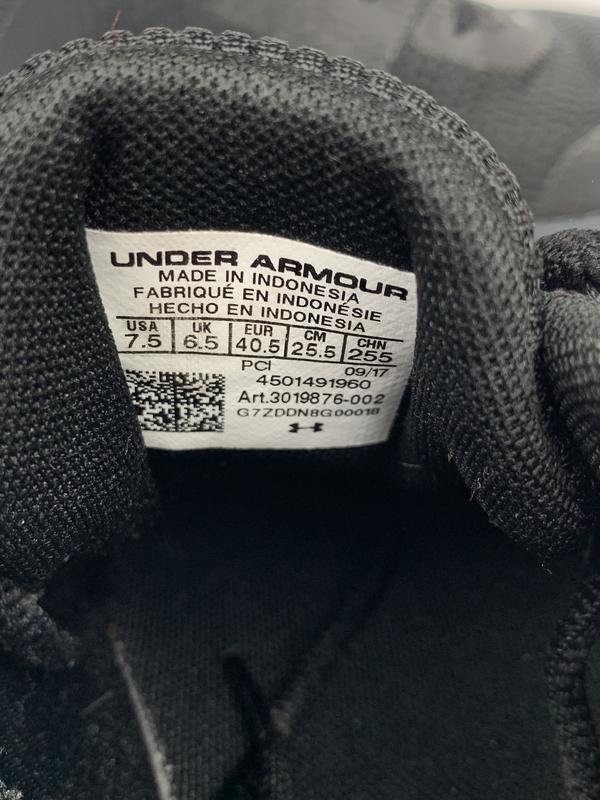 UNDER ARMOUR
MADE IN INDONESIA
FABRIQUÉ EN INDONÉSIE
HECHO EN INDONESIA
USA UK EUR CM CHN
7.5 6.5 40.5 25.5 255
PCI 09/17
4501491960
Art.3019876-002
G7ZDDN8G00018